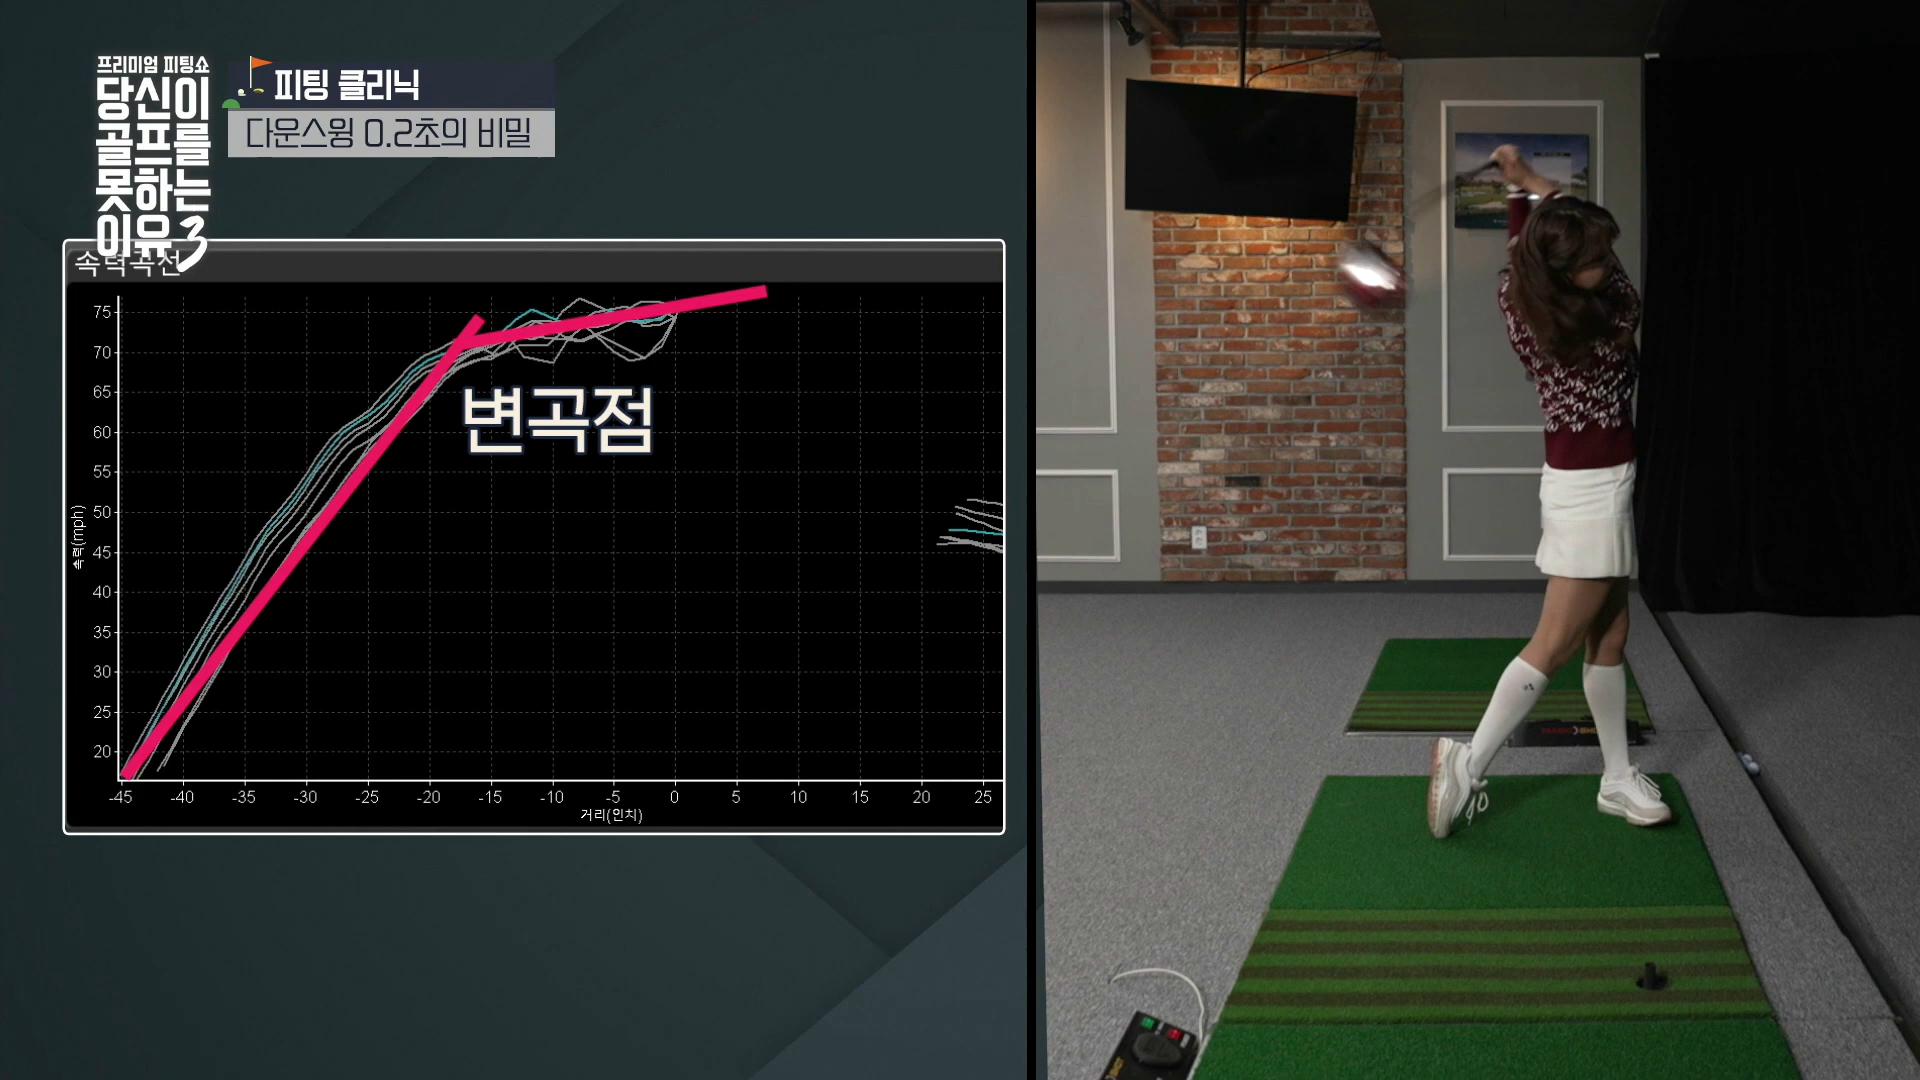 프리미엄 피팅쇼
당신이
골프를
못하는
이유 3
피팅 클리닉
다운스윙 0.2초의 비밀
속력곡선
변곡점
속력(mph)
75
70
65
60
55
50
45
40
35
30
25
20
-45 -40 -35 -30 -25 -20 -15 -10 -5 0 5 10 15 20 25
거리(인치)